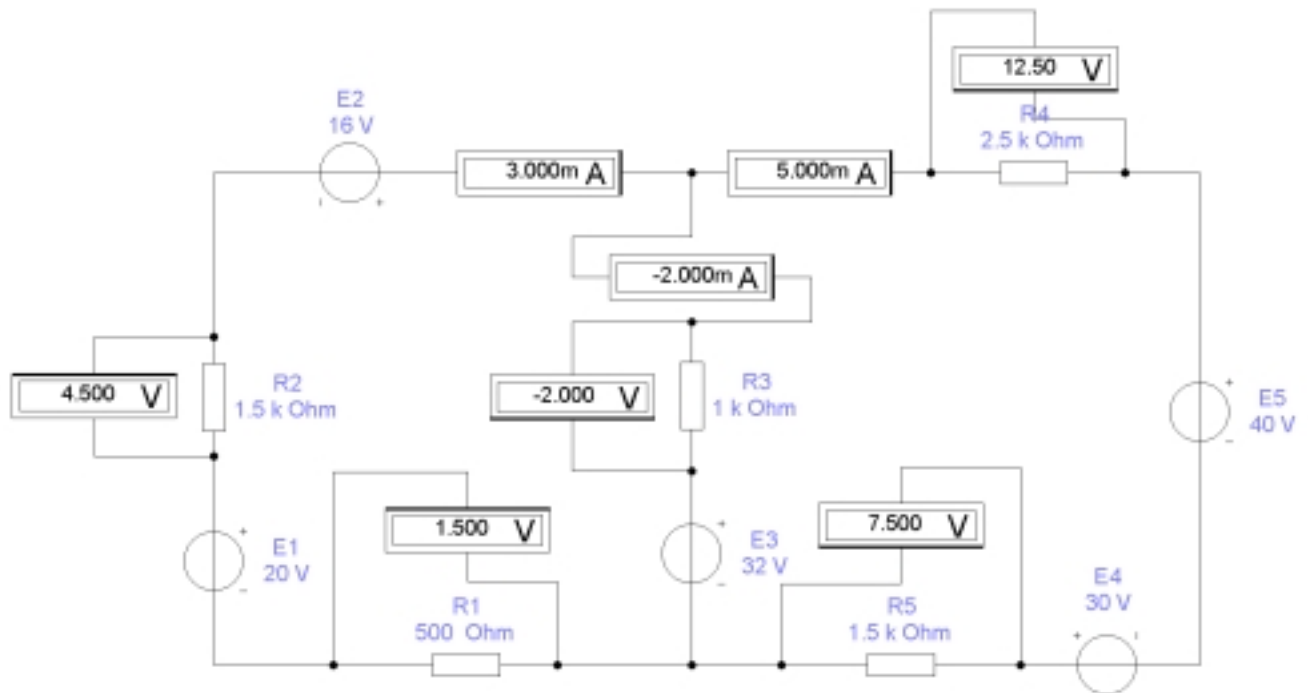 12.50 V
R4
2.5 k Ohm
E2
16 V
3.000m A
5.000m A
-2.000m A
4.500 V
R2
1.5 k Ohm
-2.000 V
R3
1 k Ohm
E5
40 V
1.500 V
7.500 V
E1
20 V
E3
32 V
E4
30 V
R1
500 Ohm
R5
1.5 k Ohm